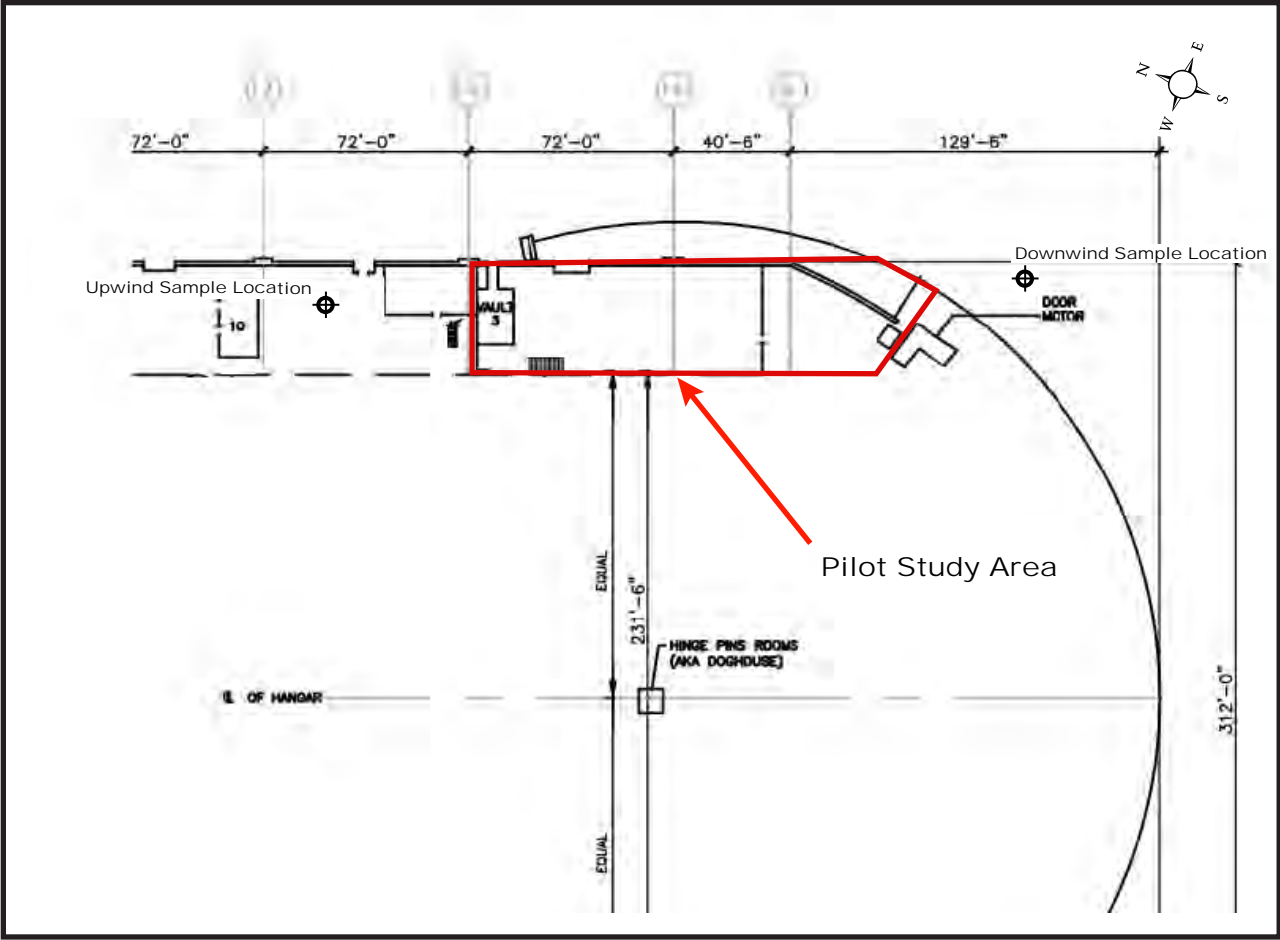 N
E
S
W
72'-0"
72'-0"
72'-0"
40'-6"
129'-6"
Downwind Sample Location
Upwind Sample Location
VAULT
3
10
DOOR
MOTOR
Pilot Study Area
EQUAL
231'-6"
HINGE PINS ROOMS
(AKA DOGHOUSE)
℄ OF HANGAR
312'-0"
EQUAL